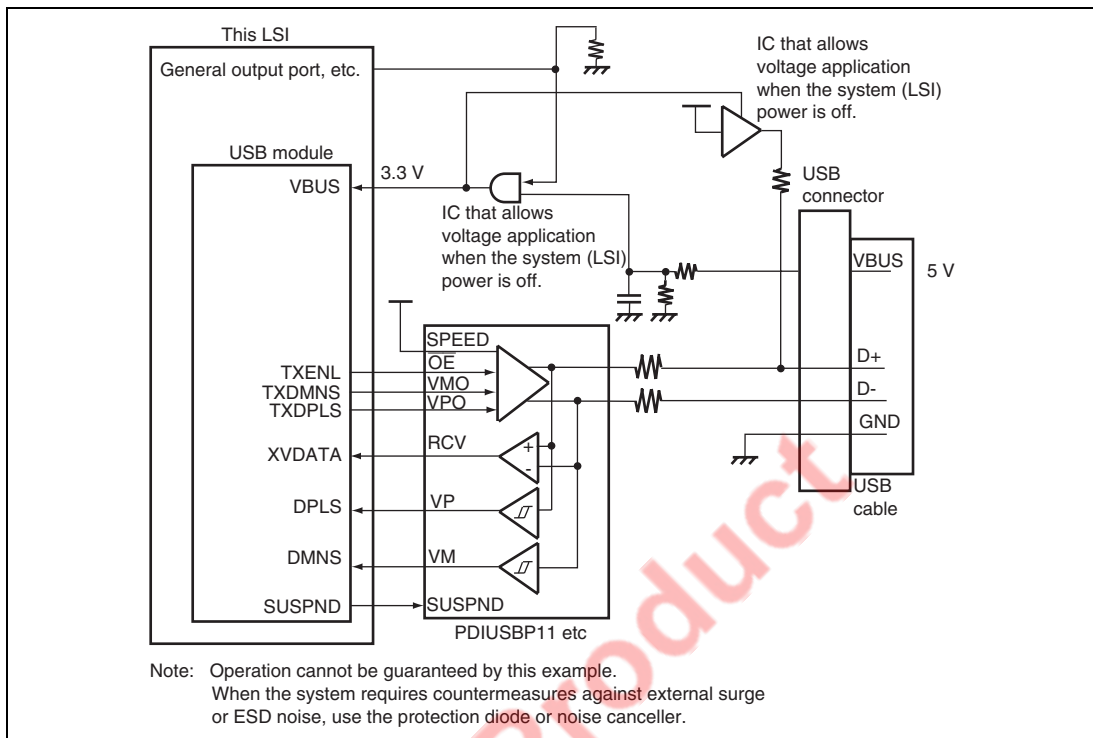 This LSI
General output port, etc.
IC that allows
voltage application
when the system (LSI)
power is off.
USB module
VBUS
3.3 V
IC that allows
voltage application
when the system (LSI)
power is off.
USB
connector
VBUS
5 V
SPEED
TXENL
OE
TXDMNS
VMO
TXDPLS
VPO
D+
D-
GND
XVDATA
RCV
+
-
DPLS
VP
DMNS
VM
USB
cable
SUSPND
SUSPND
PDIUSBP11 etc
Note: Operation cannot be guaranteed by this example.
When the system requires countermeasures against external surge
or ESD noise, use the protection diode or noise canceller.
Product